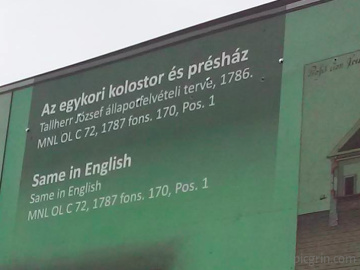 Az egykori kolostor és présház
Tallherr József állapotfelvételi terve, 1786.
MNL OL C 72, 1787 fons. 170, Pos. 1
Same in English
Same in English
MNL OL C 72, 1787 fons. 170, Pos. 1